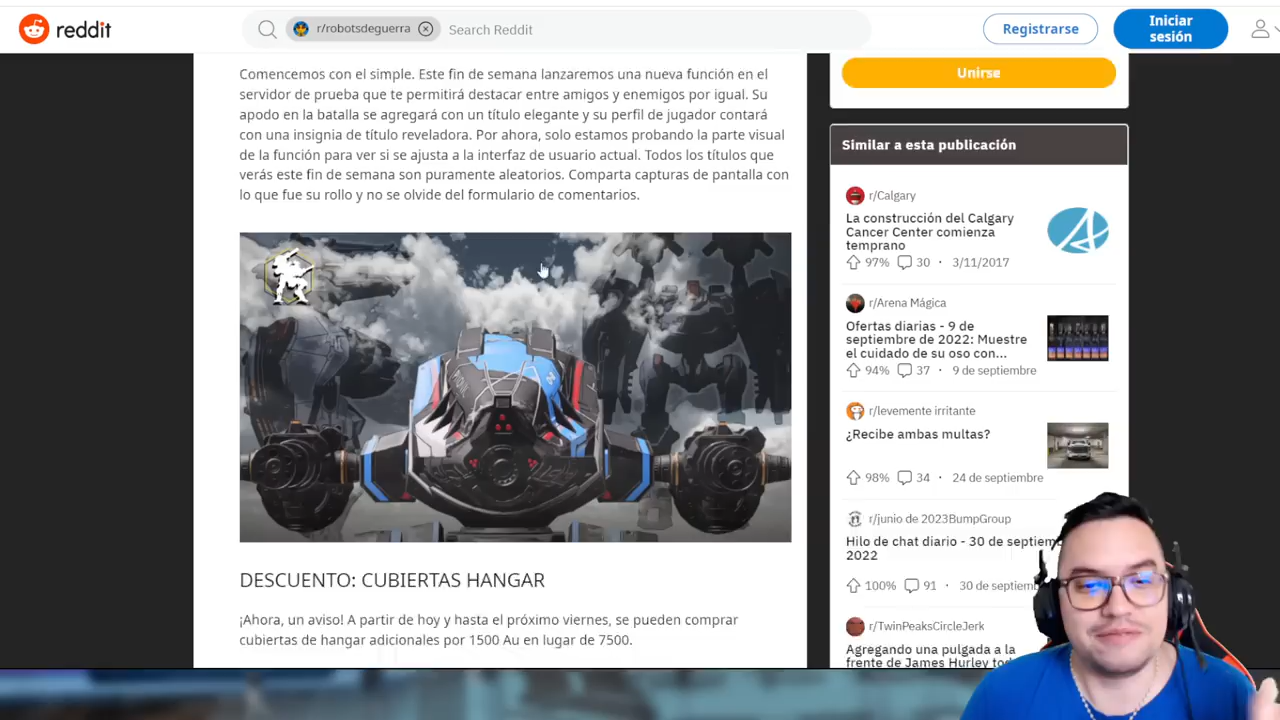 reddit
r/robotsdeguerra
Search Reddit
Registrarse
Iniciar
sesión
Comencemos con el simple. Este fin de semana lanzaremos una nueva función en el
servidor de prueba que te permitirá destacar entre amigos y enemigos por igual. Su
apodo en la batalla se agregará con un título elegante y su perfil de jugador contará
con una insignia de título reveladora. Por ahora, solo estamos probando la parte visual
de la función para ver si se ajusta a la interfaz de usuario actual. Todos los títulos que
verás este fin de semana son puramente aleatorios. Comparta capturas de pantalla con
lo que fue su rollo y no se olvide del formulario de comentarios.
DESCUENTO: CUBIERTAS HANGAR
¡Ahora, un aviso! A partir de hoy y hasta el próximo viernes, se pueden comprar
cubiertas de hangar adicionales por 1500 Au en lugar de 7500.
Unirse
Similar a esta publicación
r/Calgary
La construcción del Calgary
Cancer Center comienza
temprano
97% 30 · 3/11/2017
r/Arena Mágica
Ofertas diarias - 9 de
septiembre de 2022: Muestre
el cuidado de su oso con...
94% 37 · 9 de septiembre
r/levemente irritante
¿Recibe ambas multas?
98% 34 · 24 de septiembre
r/junio de 2023BumpGroup
Hilo de chat diario - 30 de septiem
2022
100% 91 · 30 de septiem
r/TwinPeaksCircleJerk
Agregando una pulgada a la
frente de James Hurley tod